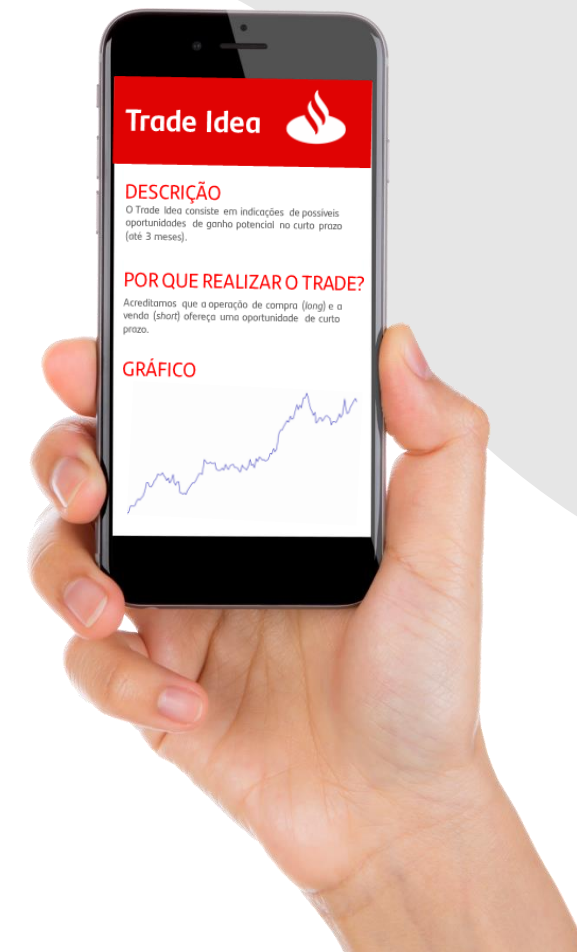 Trade Idea
DESCRIÇÃO
O Trade Idea consiste em indicações de possíveis
oportunidades de ganho potencial no curto prazo
(até 3 meses).
POR QUE REALIZAR O TRADE?
Acreditamos que a operação de compra (long) e a
venda (short) ofereça uma oportunidade de curto
prazo.
GRÁFICO